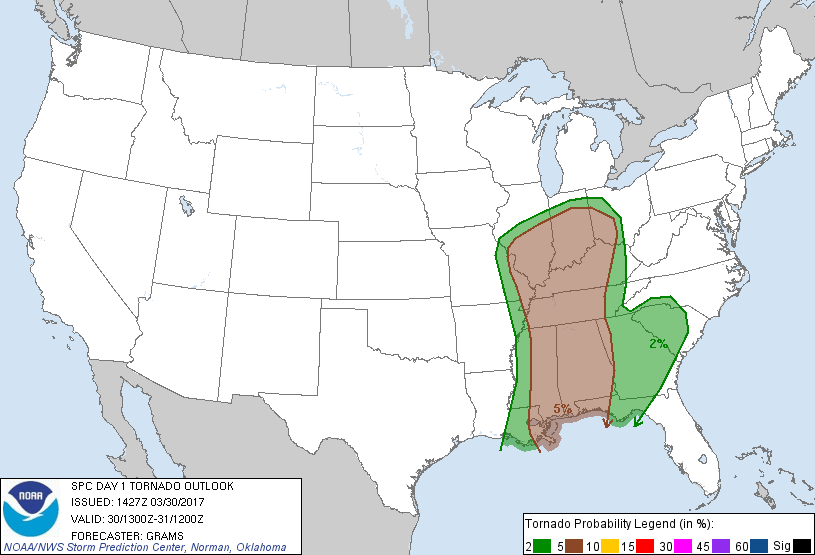 2%
5%
NOAA
SPC DAY 1 TORNADO OUTLOOK
ISSUED: 1427Z 03/30/2017
VALID: 30/1300Z-31/1200Z
FORECASTER: GRAMS
NOAA/NWS Storm Prediction Center, Norman, Oklahoma
Tornado Probability Legend (in %):
2 5 10 15 30 45 60 Sig